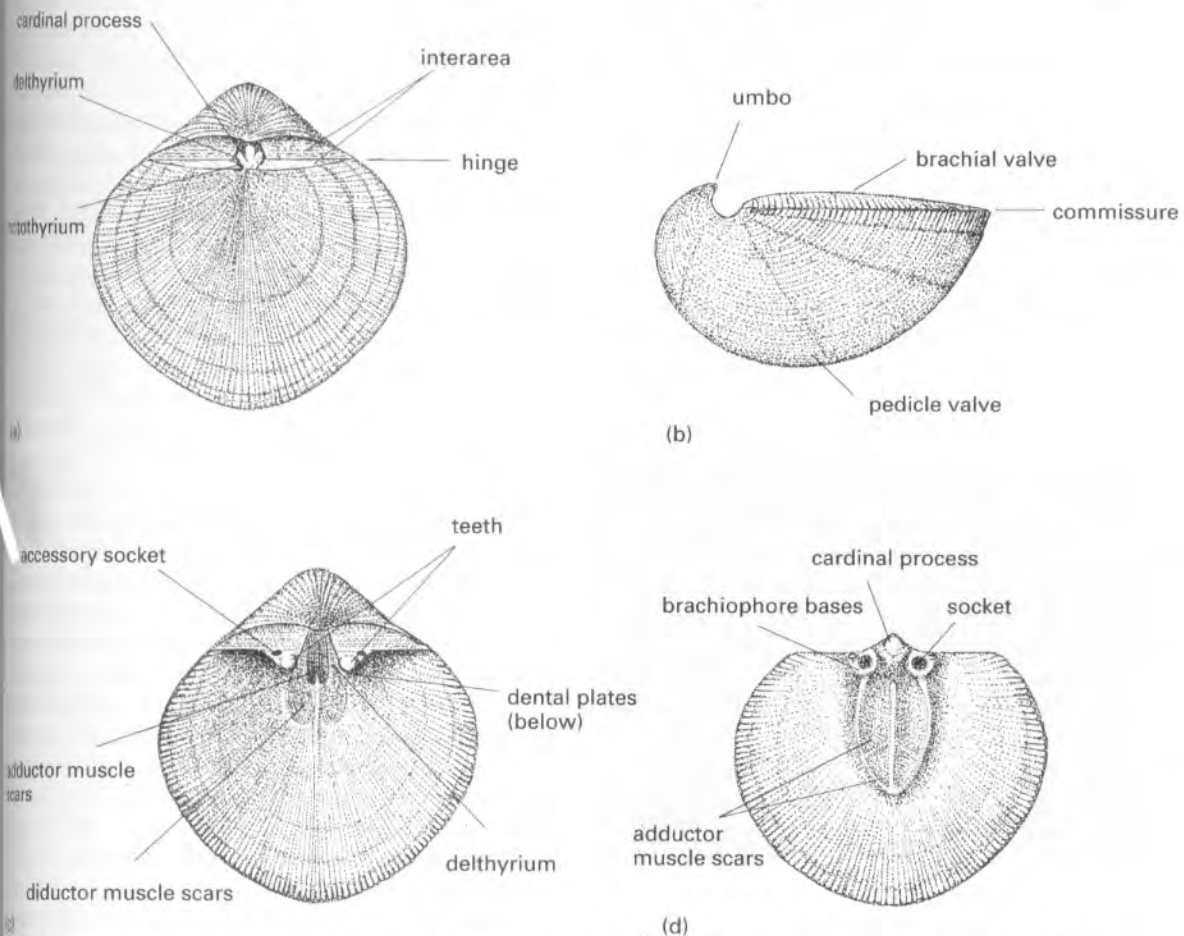 cardinal process
delthyrium
interarea
hinge
umbo
brachial valve
commissure
pedicle valve
(b)
accessory socket
teeth
dental plates
(below)
muscle
delthyrium
diductor muscle scars
cardinal process
brachiophore bases
socket
adductor
muscle scars
(d)